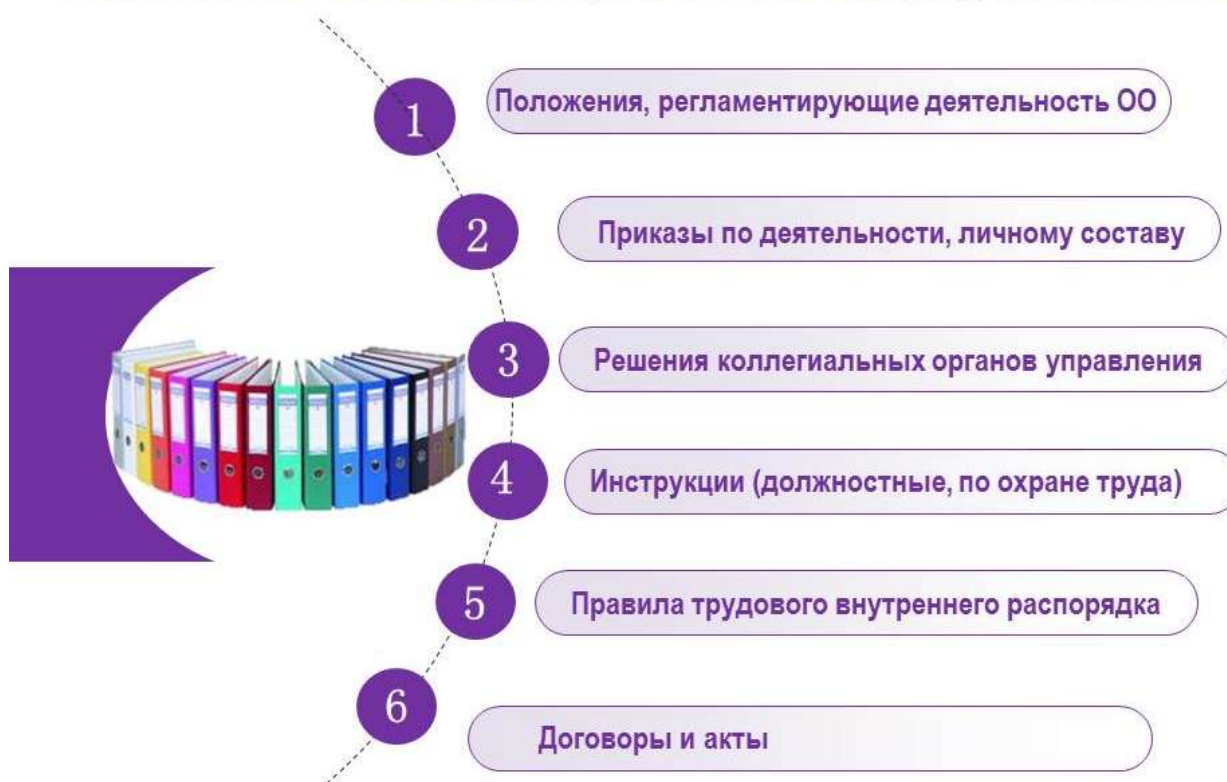 1
Положения, регламентирующие деятельность ОО
2
Приказы по деятельности, личному составу
3
Решения коллегиальных органов управления
4
Инструкции (должностные, по охране труда)
5
Правила трудового внутреннего распорядка
6
Договоры и акты